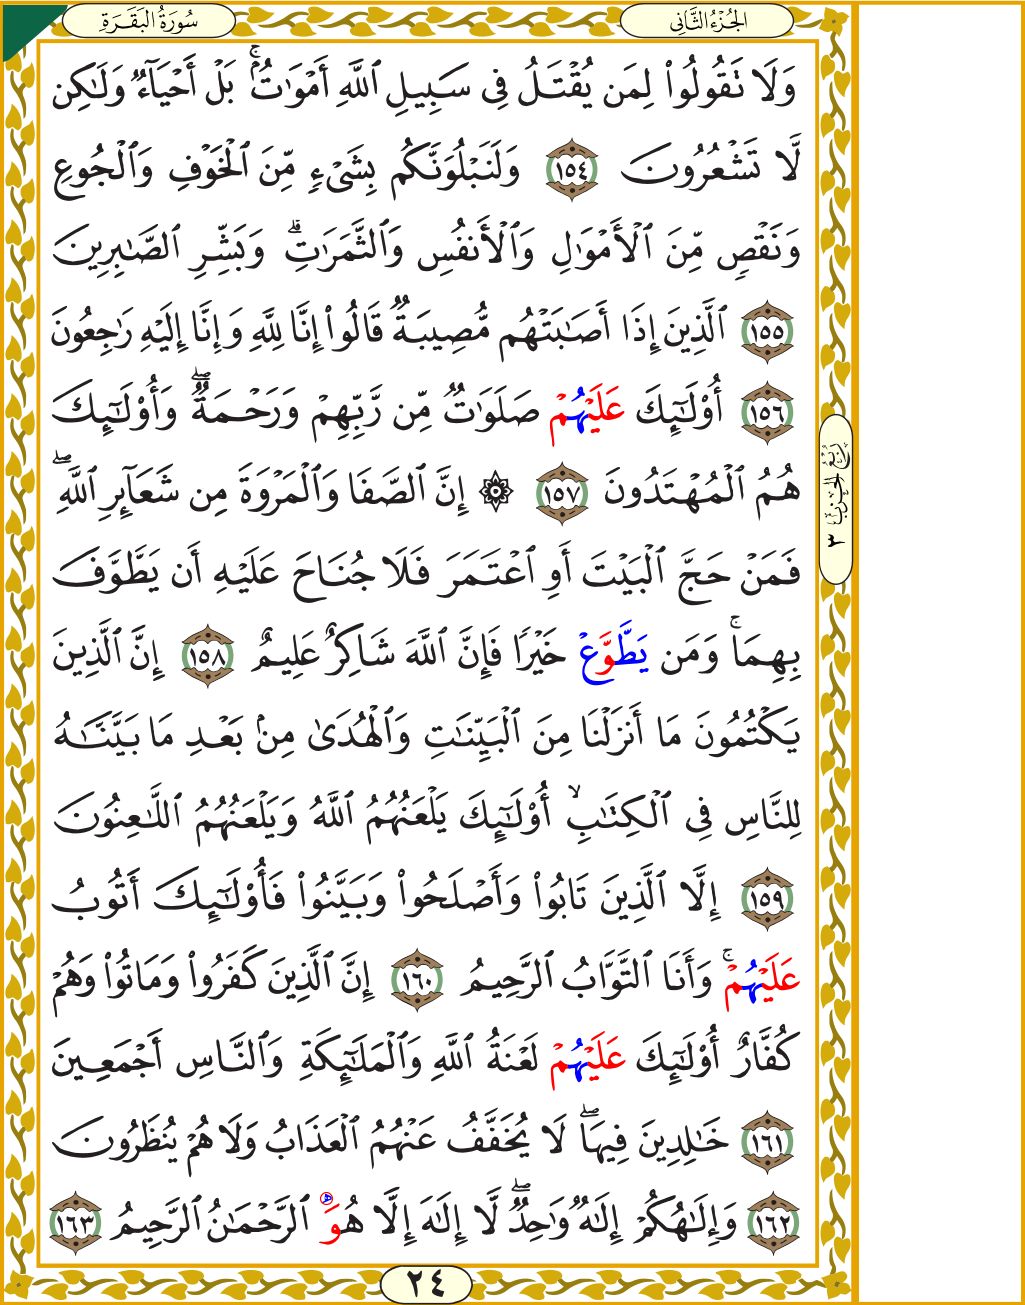 سُورَةُ البَقَرَةِ
الجُزْءُ الثَّانِي
وَلَا تَقُولُوا۟ لِمَن يُقْتَلُ فِى سَبِيلِ ٱللَّهِ أَمْوَٰتٌۢ ۚ بَلْ أَحْيَآءٌ وَلَٰكِن
لَّا تَشْعُرُونَ ١٥٤ وَلَنَبْلُوَنَّكُم بِشَىْءٍ مِّنَ ٱلْخَوْفِ وَٱلْجُوعِ
وَنَقْصٍ مِّنَ ٱلْأَمْوَٰلِ وَٱلْأَنفُسِ وَٱلثَّمَرَٰتِ ۗ وَبَشِّرِ ٱلصَّٰبِرِينَ
١٥٥ ٱلَّذِينَ إِذَآ أَصَٰبَتْهُم مُّصِيبَةٌ قَالُوٓا۟ إِنَّا لِلَّهِ وَإِنَّآ إِلَيْهِ رَٰجِعُونَ
١٥٦ أُو۟لَٰٓئِكَ عَلَيْهُمْ صَلَوَٰتٌ مِّن رَّبِّهِمْ وَرَحْمَةٌ ۖ وَأُو۟لَٰٓئِكَ
هُمُ ٱلْمُهْتَدُونَ ١٥٧ ۞ إِنَّ ٱلصَّفَا وَٱلْمَرْوَةَ مِن شَعَآئِرِ ٱللَّهِ ۖ
فَمَنْ حَجَّ ٱلْبَيْتَ أَوِ ٱعْتَمَرَ فَلَا جُنَاحَ عَلَيْهِ أَن يَطَّوَّفَ
بِهِمَا ۚ وَمَن يَطَّوَّعْ خَيْرًا فَإِنَّ ٱللَّهَ شَاكِرٌ عَلِيمٌ ١٥٨ إِنَّ ٱلَّذِينَ
يَكْتُمُونَ مَآ أَنزَلْنَا مِنَ ٱلْبَيِّنَٰتِ وَٱلْهُدَىٰ مِنۢ بَعْدِ مَا بَيَّنَّٰهُ
لِلنَّاسِ فِى ٱلْكِتَٰبِ ۙ أُو۟لَٰٓئِكَ يَلْعَنُهُمُ ٱللَّهُ وَيَلْعَنُهُمُ ٱللَّٰعِنُونَ
١٥٩ إِلَّا ٱلَّذِينَ تَابُوا۟ وَأَصْلَحُوا۟ وَبَيَّنُوا۟ فَأُو۟لَٰٓئِكَ أَتُوبُ
عَلَيْهُمْ ۚ وَأَنَا ٱلتَّوَّابُ ٱلرَّحِيمُ ١٦٠ إِنَّ ٱلَّذِينَ كَفَرُوا۟ وَمَاتُوا۟ وَهُمْ
كُفَّارٌ أُو۟لَٰٓئِكَ عَلَيْهُمْ لَعْنَةُ ٱللَّهِ وَٱلْمَلَٰٓئِكَةِ وَٱلنَّاسِ أَجْمَعِينَ
١٦١ خَٰلِدِينَ فِيهَا ۖ لَا يُخَفَّفُ عَنْهُمُ ٱلْعَذَابُ وَلَا هُمْ يُنظَرُونَ
١٦٢ وَإِلَٰهُكُمْ إِلَٰهٌ وَٰحِدٌ ۖ لَّآ إِلَٰهَ إِلَّا هُوَ ٱلرَّحْمَٰنُ ٱلرَّحِيمُ ١٦٣
رُبْعُ الحِزْبِ ٣
٢٤